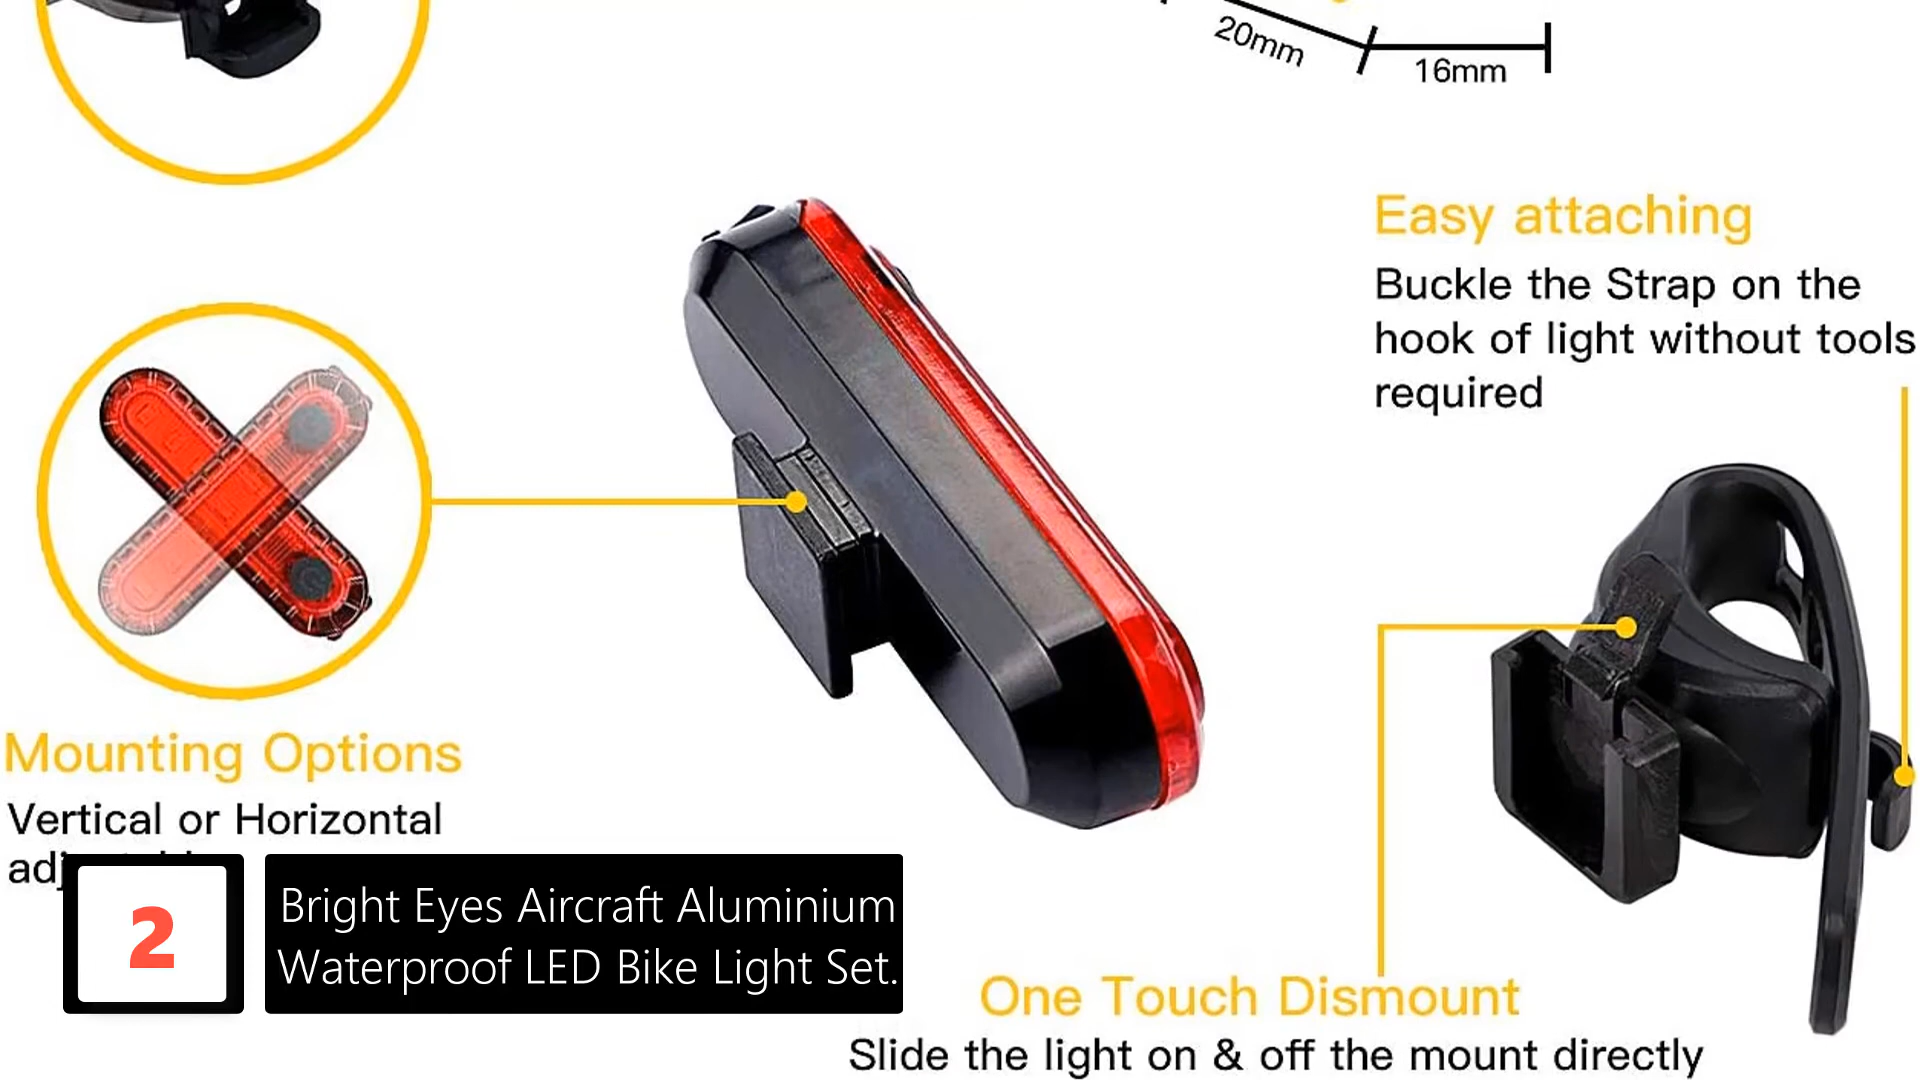 20mm
16mm
Easy attaching
Buckle the Strap on the
hook of light without tools
required
Mounting Options
Vertical or Horizontal
2
Bright Eyes Aircraft Aluminium
Waterproof LED Bike Light Set.
One Touch Dismount
Slide the light on & off the mount directly